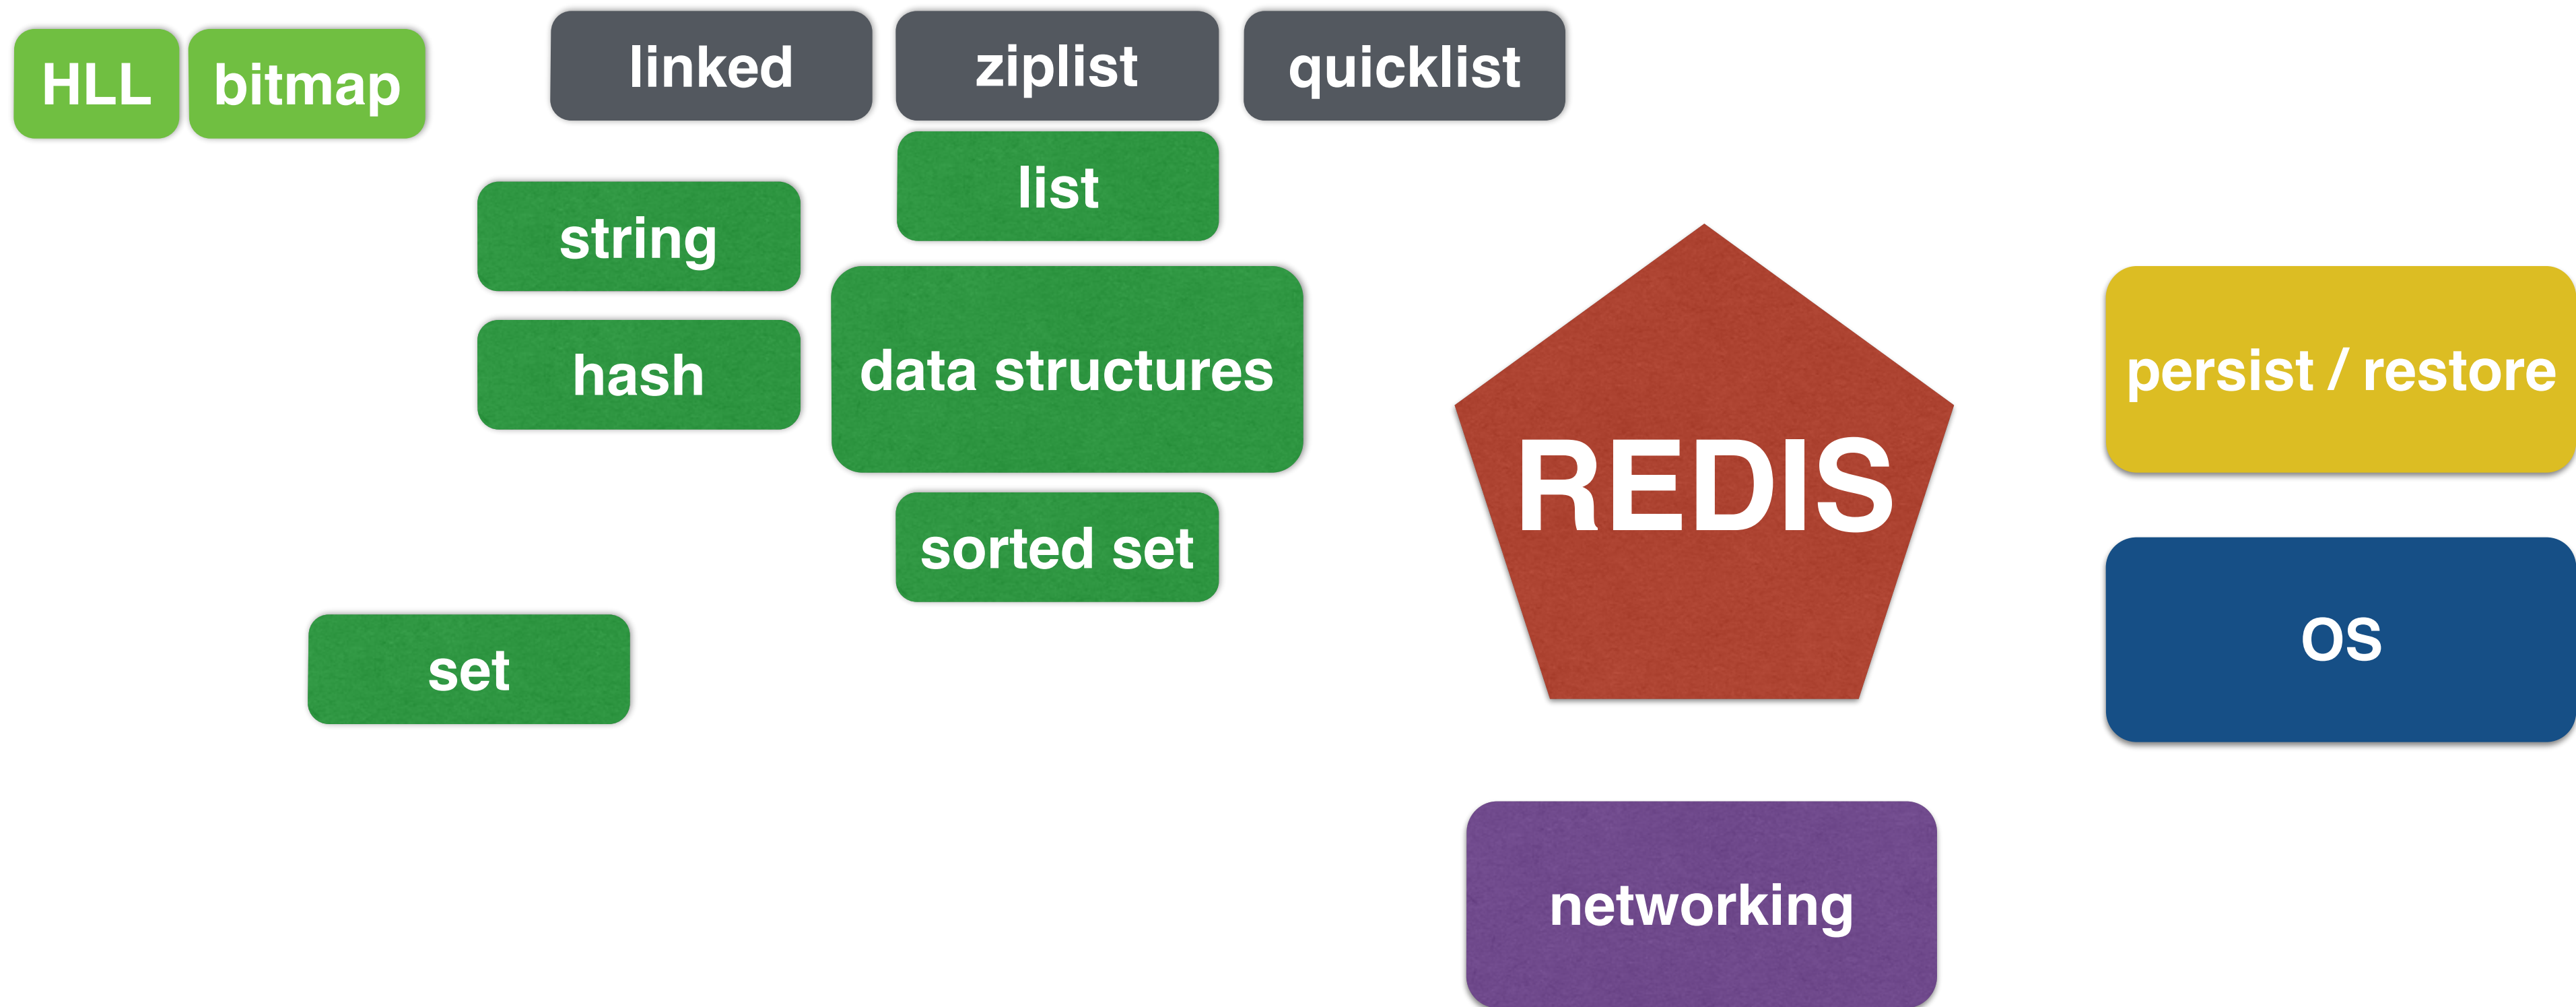 HLL
bitmap
linked
ziplist
quicklist
list
string
hash
data structures
sorted set
set
REDIS
persist / restore
OS
networking